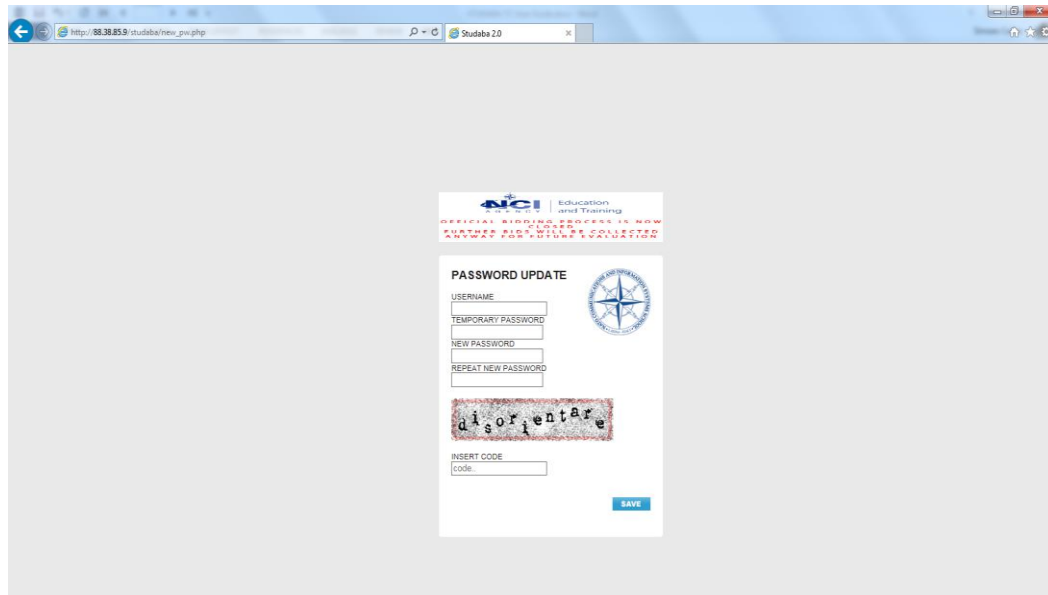 http://88.38.85.9/studaba/new_pw.php
Studaba 2.0
NCI
AGENCY
Education
and Training
OFFICIAL BIDDING PROCESS IS NOW
CLOSED
FURTHER BIDS WILL BE COLLECTED
ANYWAY FOR FUTURE EVALUATION
PASSWORD UPDATE
USERNAME
TEMPORARY PASSWORD
NEW PASSWORD
REPEAT NEW PASSWORD
disorientare
INSERT CODE
code..
SAVE